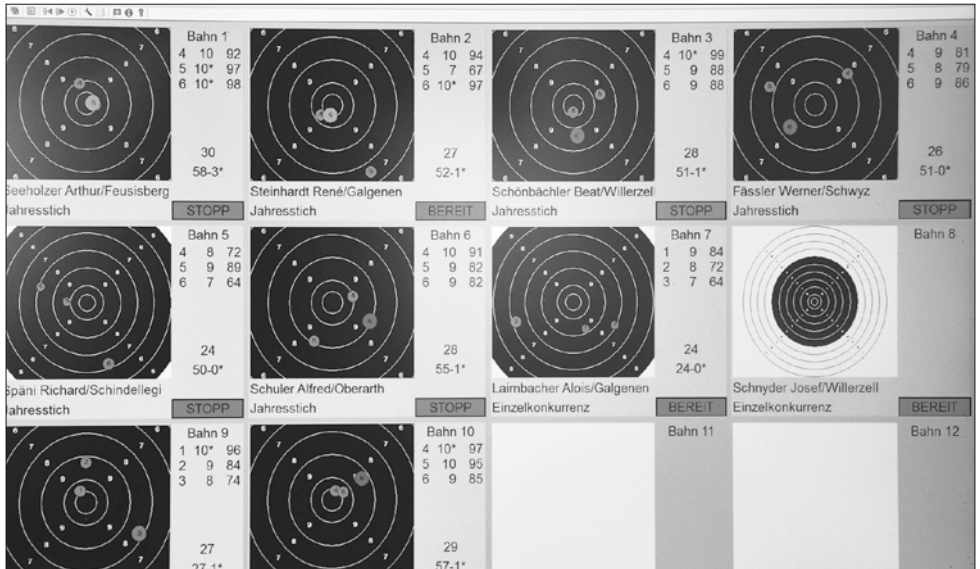 Bahn 1
4 10 92
5 10* 97
6 10* 98
30
58-3*
Seeholzer Arthur/Feusisberg
Jahresstich
STOPP
Bahn 2
4 10 94
5 7 67
6 10* 97
27
52-1*
Steinhardt René/Galgenen
Jahresstich
BEREIT
Bahn 3
4 10* 99
5 9 88
6 9 88
28
51-1*
Schönbächler Beat/Willerzell
Jahresstich
STOPP
Bahn 4
4 9 81
5 8 79
6 9 86
26
51-0*
Fässler Werner/Schwyz
Jahresstich
STOPP
Bahn 5
4 8 72
5 9 89
6 7 64
24
50-0*
Späni Richard/Schindellegi
Jahresstich
STOPP
Bahn 6
4 10 91
5 9 82
6 9 82
28
55-1*
Schuler Alfred/Oberarth
Jahresstich
STOPP
Bahn 7
1 9 84
2 8 72
3 7 64
24
24-0*
Laimbacher Alois/Galgenen
Einzelkonkurrenz
BEREIT
Bahn 8
Schnyder Josef/Willerzell
Einzelkonkurrenz
BEREIT
Bahn 9
1 10* 96
2 9 84
3 8 74
27
27-1*
Bahn 10
4 10* 97
5 10 95
6 9 85
29
57-1*
Bahn 11
Bahn 12